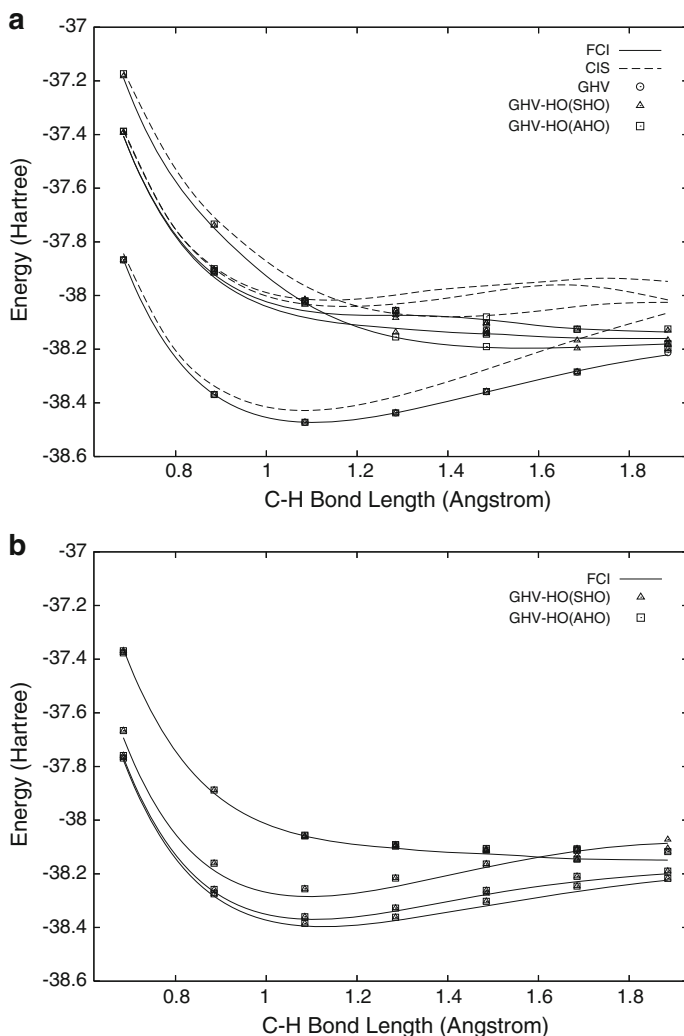 a
-37
-37.2
-37.4
-37.6
-37.8
-38
-38.2
-38.4
-38.6
Energy (Hartree)
FCI
CIS
GHV
GHV-HO(SHO)
GHV-HO(AHO)
0.8 1 1.2 1.4 1.6 1.8
C-H Bond Length (Angstrom)
b
-37
-37.2
-37.4
-37.6
-37.8
-38
-38.2
-38.4
-38.6
Energy (Hartree)
FCI
GHV-HO(SHO)
GHV-HO(AHO)
0.8 1 1.2 1.4 1.6 1.8
C-H Bond Length (Angstrom)